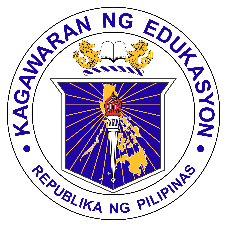 KAGAWARAN NG EDUKASYON
REPUBLIKA NG PILIPINAS